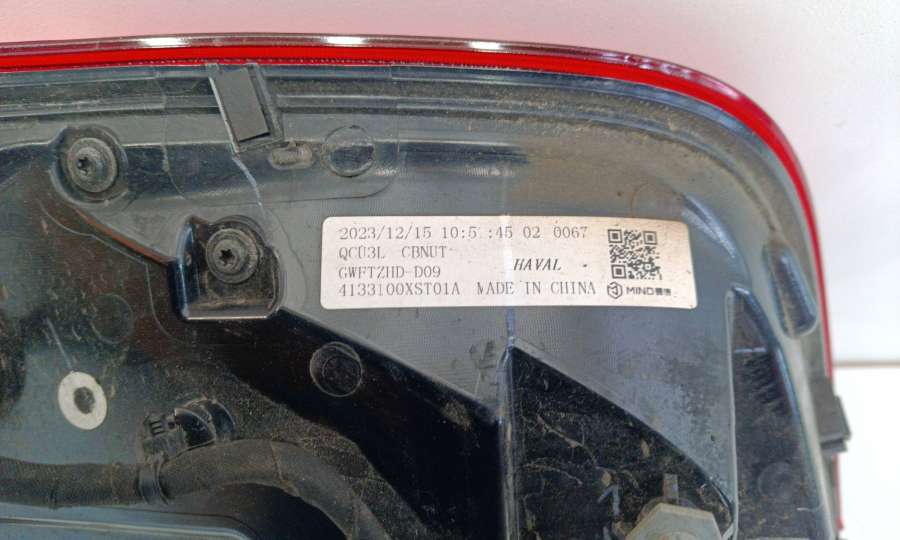 2023/12/15 10:5 :45 02 0067
QCU3L CBNUT
GWFTZHD-D09 HAVAL
4133100XST01A MADE IN CHINA MIND